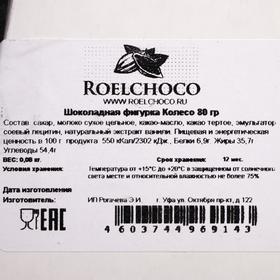 ROELCHOCO
WWW.ROELCHOCO.RU
Шоколадная фигурка Колесо 80 гр
Состав: сахар, молоко сухое цельное, какао-масло, какао тертое, эмульгатор
соевый лецитин, натуральный экстракт ванили. Пищевая и энергетическая
ценность в 100 г продукта 550 кКал/2302 кДж., Белки 6,9г. Жиры 35,7г
Углеводы 54,4г
ВЕС: 0,08 кг. Срок хранения: 12 мес.
Условия хранения: Температура от +15°С до +20°С в защищенном от солнечного
света месте и относительной влажностью не более 75%
Дата изготовления
Изготовитель: ИП Рогачева Э.И г. Уфа ул. Октября пр-кт, д 122
EAC
4 603744 969143